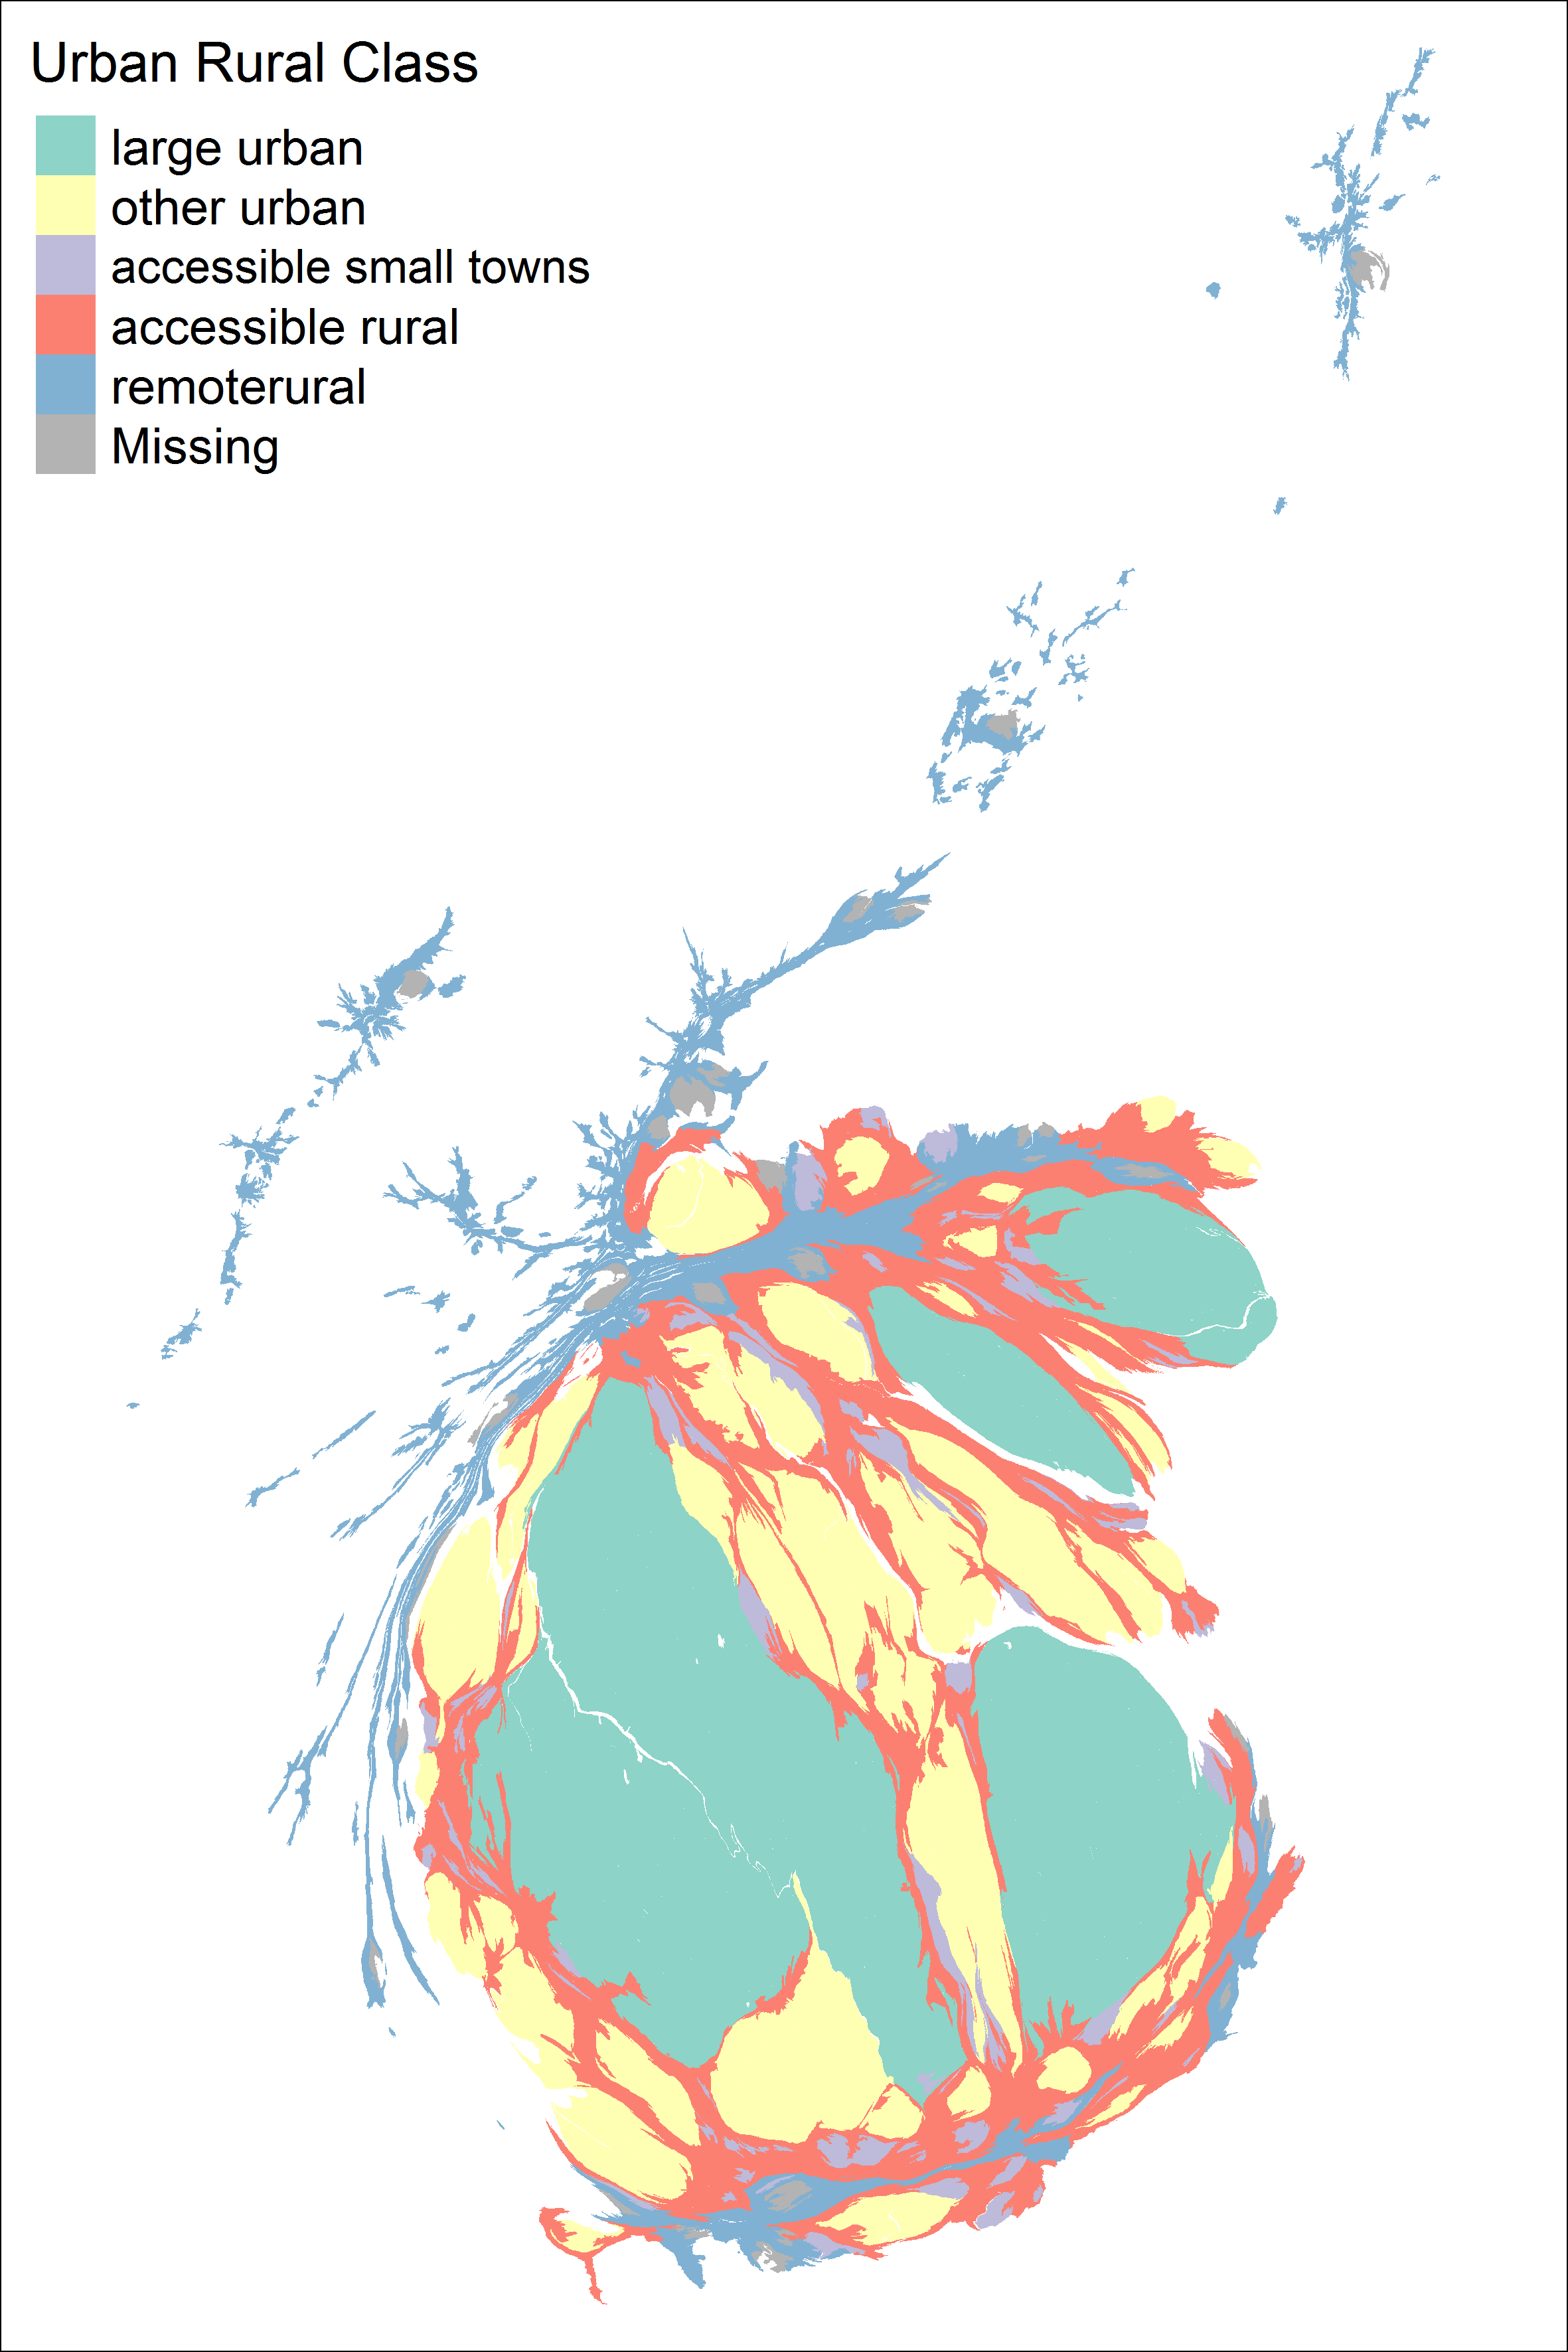 Urban Rural Class
large urban
other urban
accessible small towns
accessible rural
remoterural
Missing